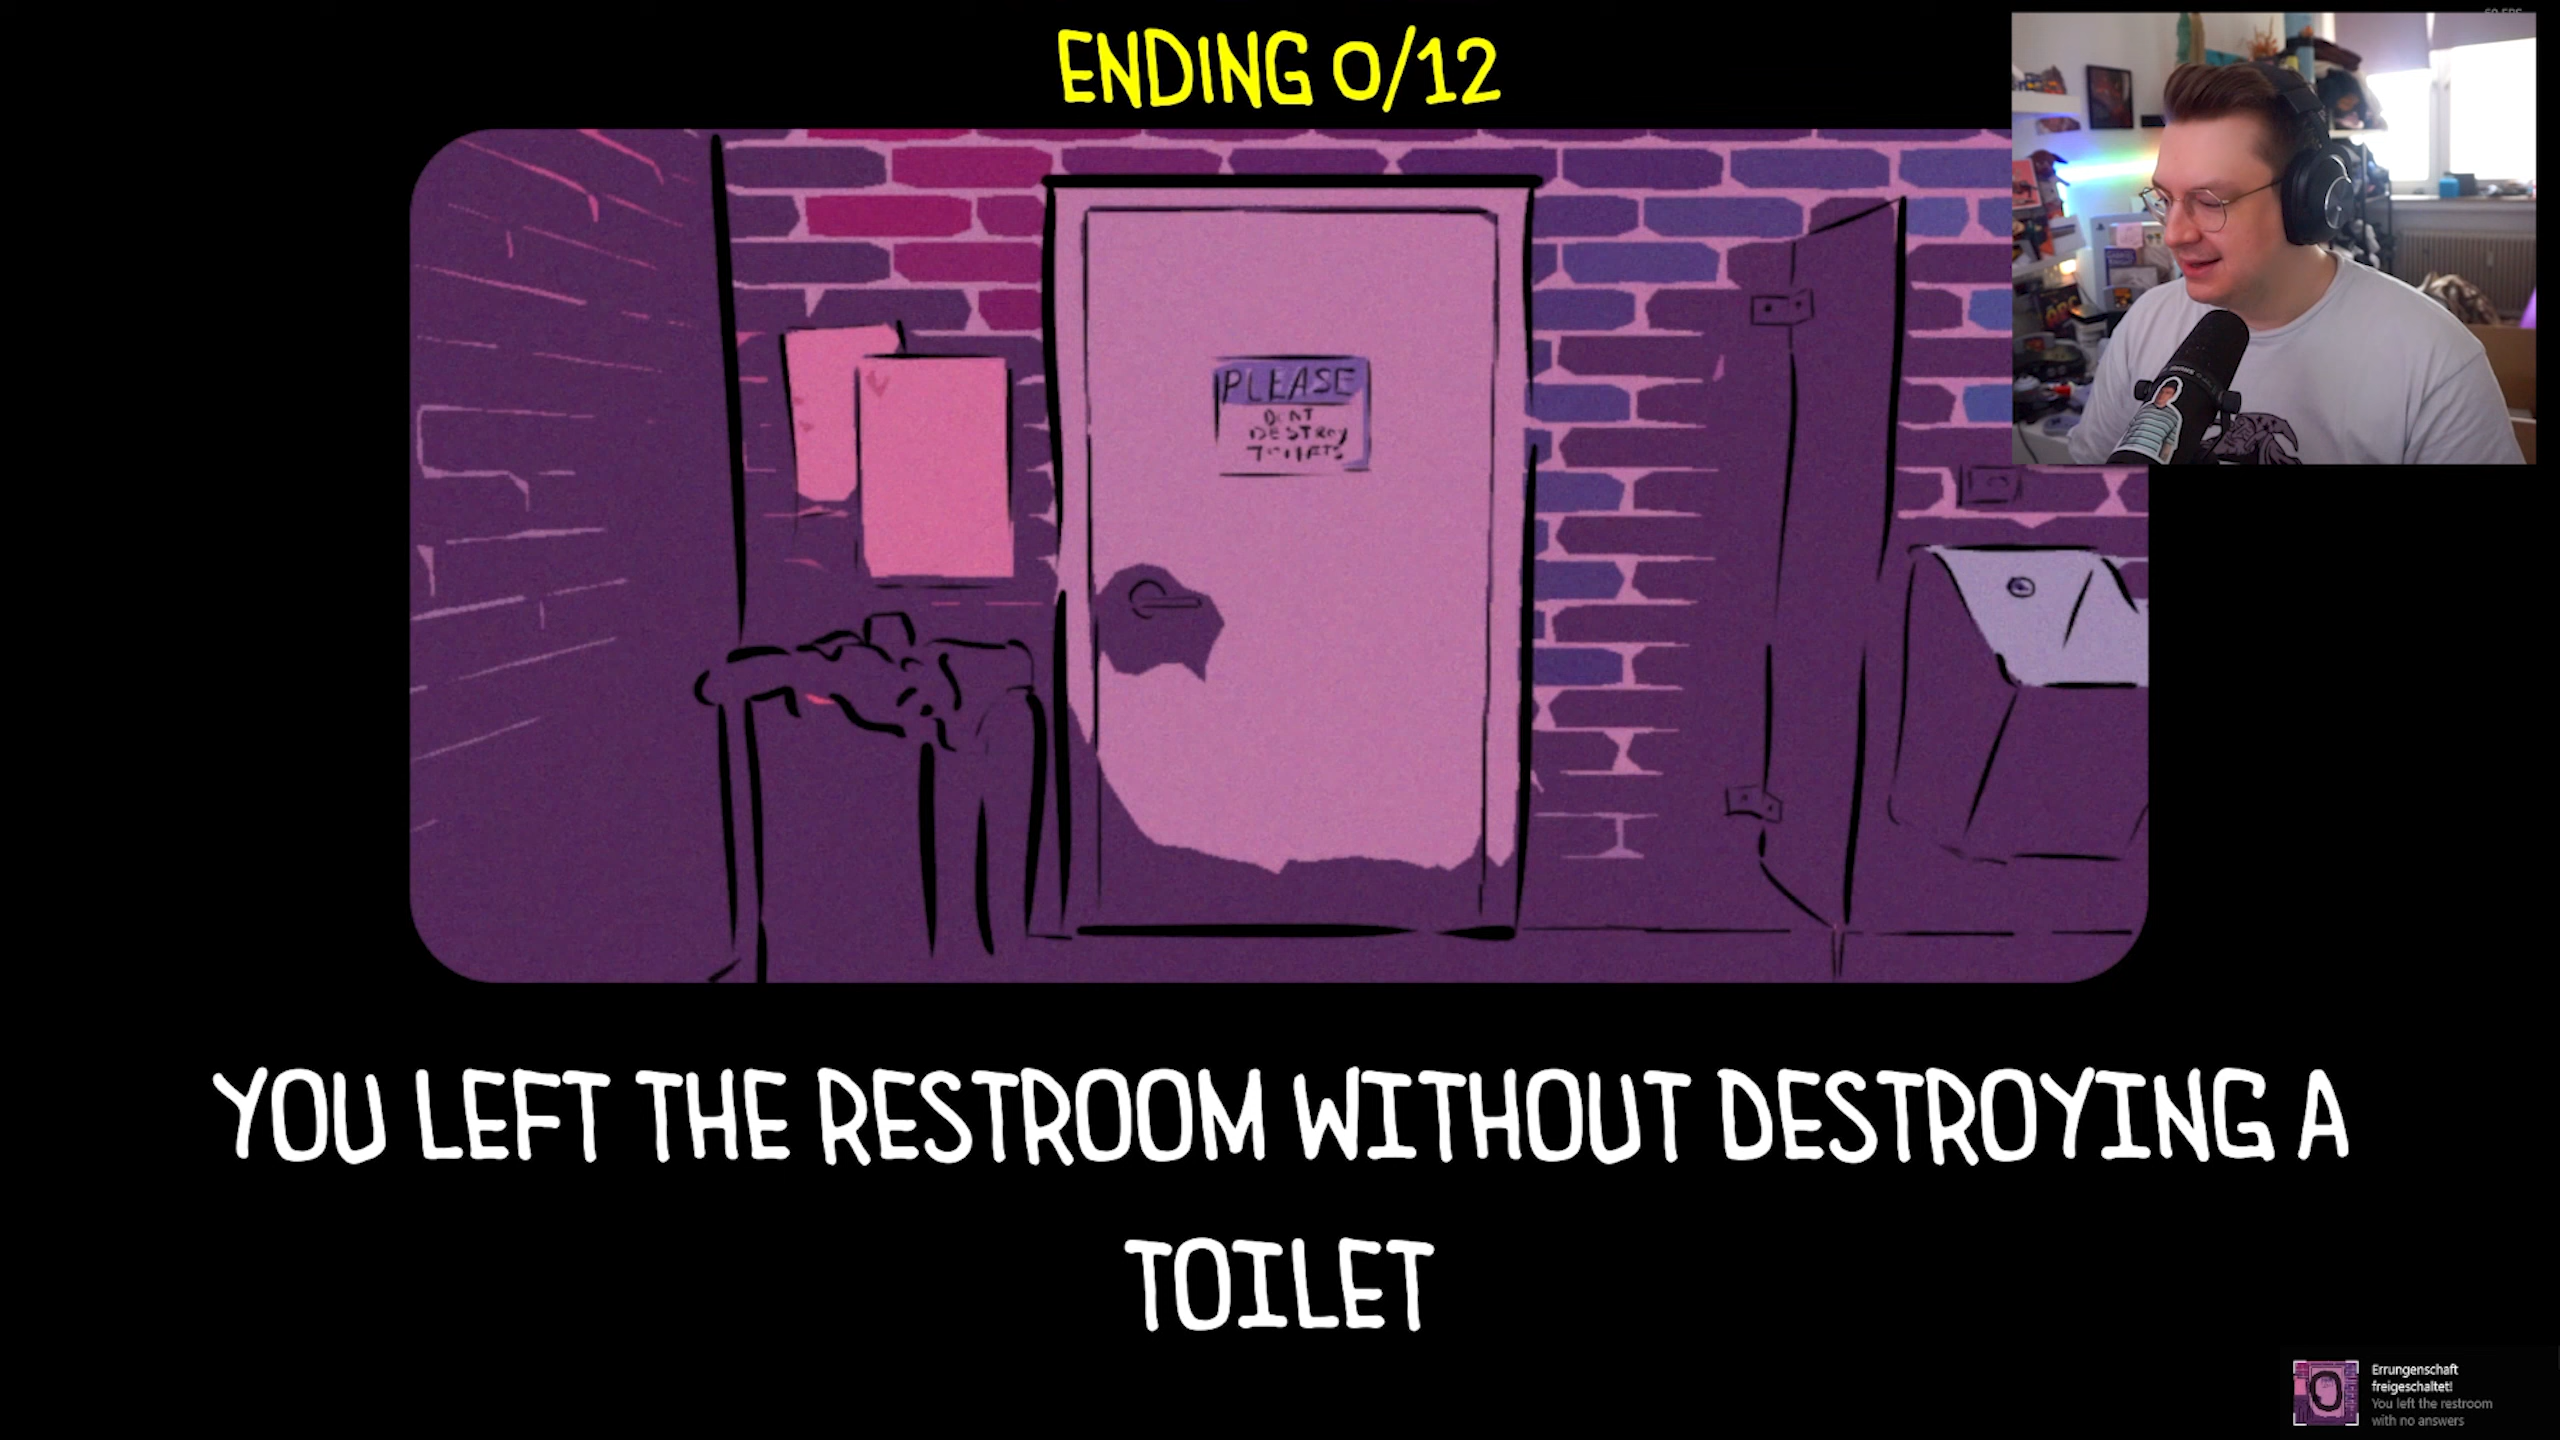 ENDING 0/12
PLEASE
DONT
DESTROY
TOILETS
YOU LEFT THE RESTROOM WITHOUT DESTROYING A
TOILET
Errungenschaft
freigeschaltet!
You left the restroom
with no answers